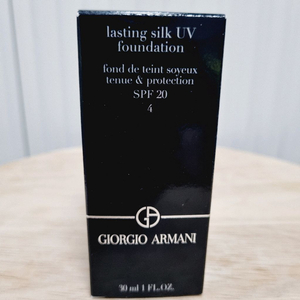 lasting silk UV
foundation
fond de teint soyeux
tenue & protection
SPF 20
4
GIORGIO ARMANI
30 ml 1 FL.OZ.